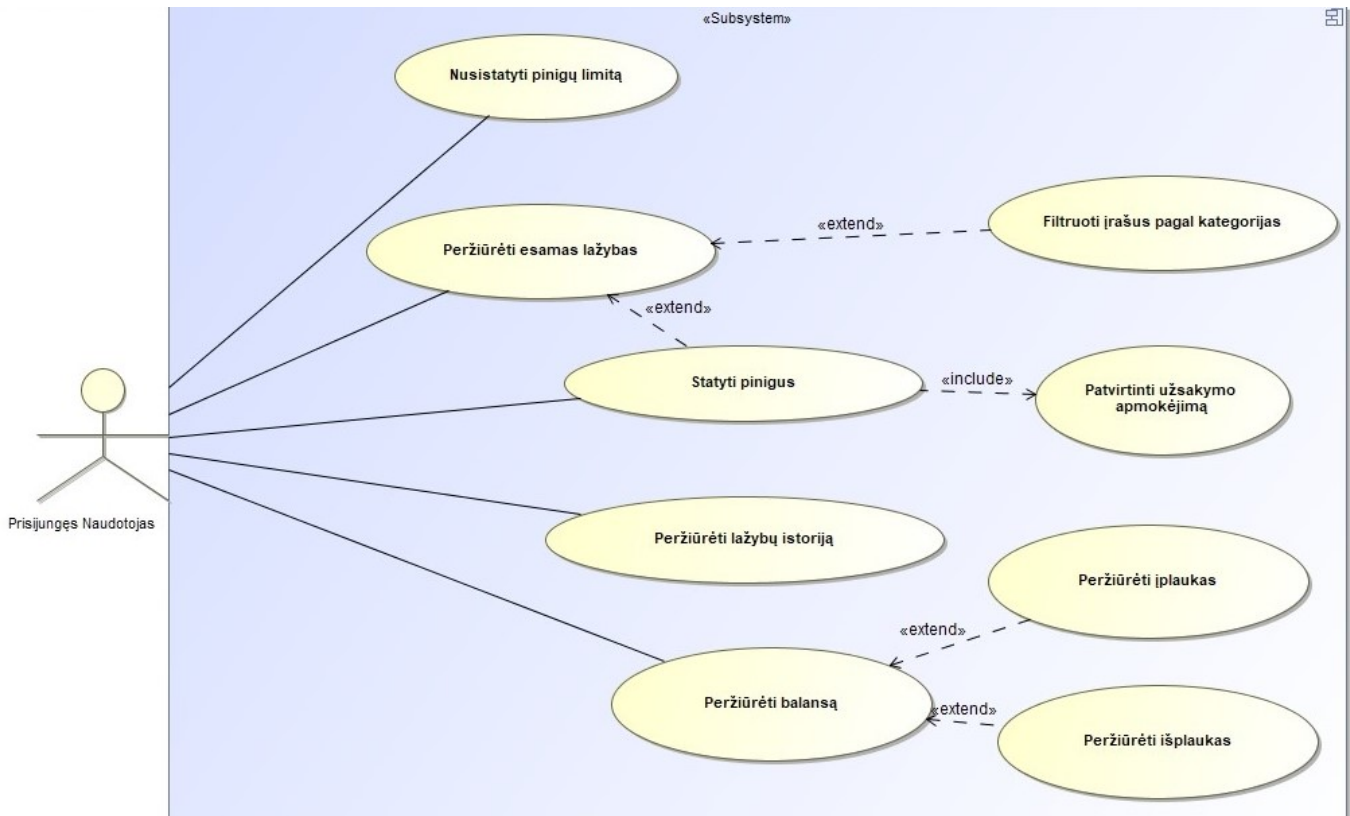 «Subsystem»
Nusistatyti pinigų limitą
Filtruoti įrašus pagal kategorijas
«extend»
Peržiūrėti esamas lažybas
«extend»
Statyti pinigus
«include»
Patvirtinti užsakymo
apmokėjimą
Prisijungęs Naudotojas
Peržiūrėti lažybų istoriją
Peržiūrėti įplaukas
«extend»
Peržiūrėti balansą
«extend»
Peržiūrėti išplaukas